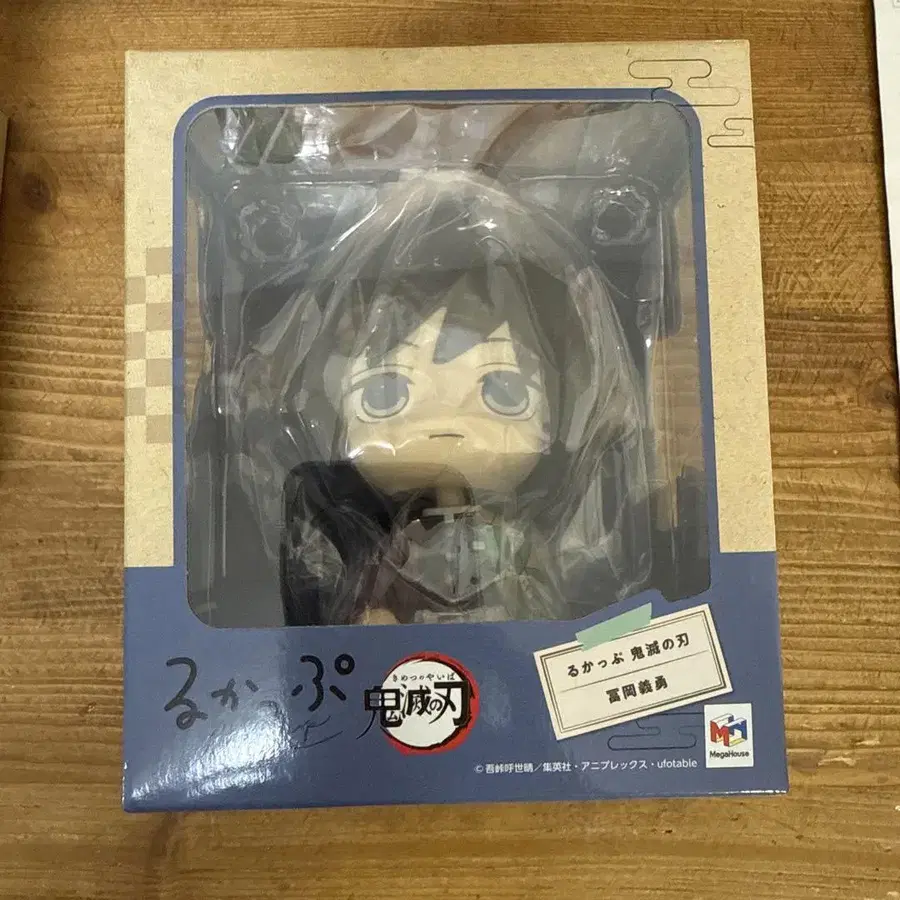 るかっぷ
きめつのやいば
鬼滅の刃
るかっぷ 鬼滅の刃
冨岡義勇
MegaHouse
© 吾峠呼世晴／集英社・アニプレックス・ufotable